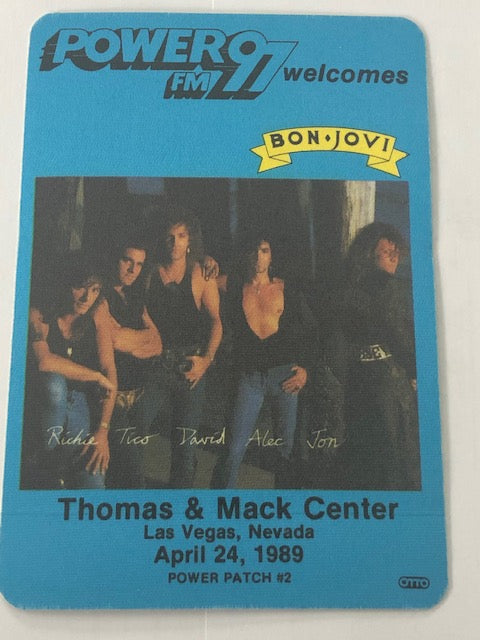 POWER 97
FM
welcomes
BON • JOVI
Richie Tico David Alec Jon
Thomas & Mack Center
Las Vegas, Nevada
April 24, 1989
POWER PATCH #2
OTTO